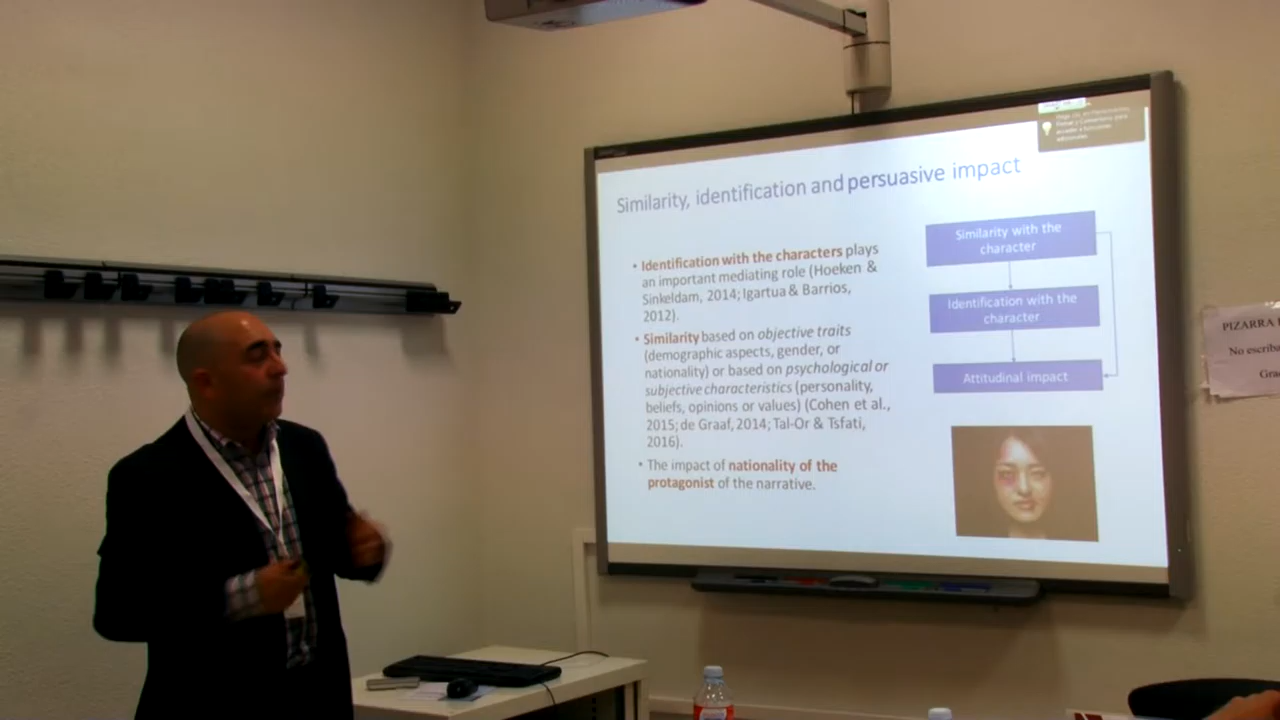 Similarity, identification and persuasive impact
• Identification with the characters plays
an important mediating role (Hoeken &
Sinkeldam, 2014; Igartua & Barrios,
2012).
• Similarity based on objective traits
(demographic aspects, gender, or
nationality) or based on psychological or
subjective characteristics (personality,
beliefs, opinions or values) (Cohen et al.,
2015; de Graaf, 2014; Tal-Or & Tsfati,
2016).
• The impact of nationality of the
protagonist of the narrative.
Similarity with the
character
Identification with the
character
Attitudinal impact
PIZARRA
No escriba
Gra